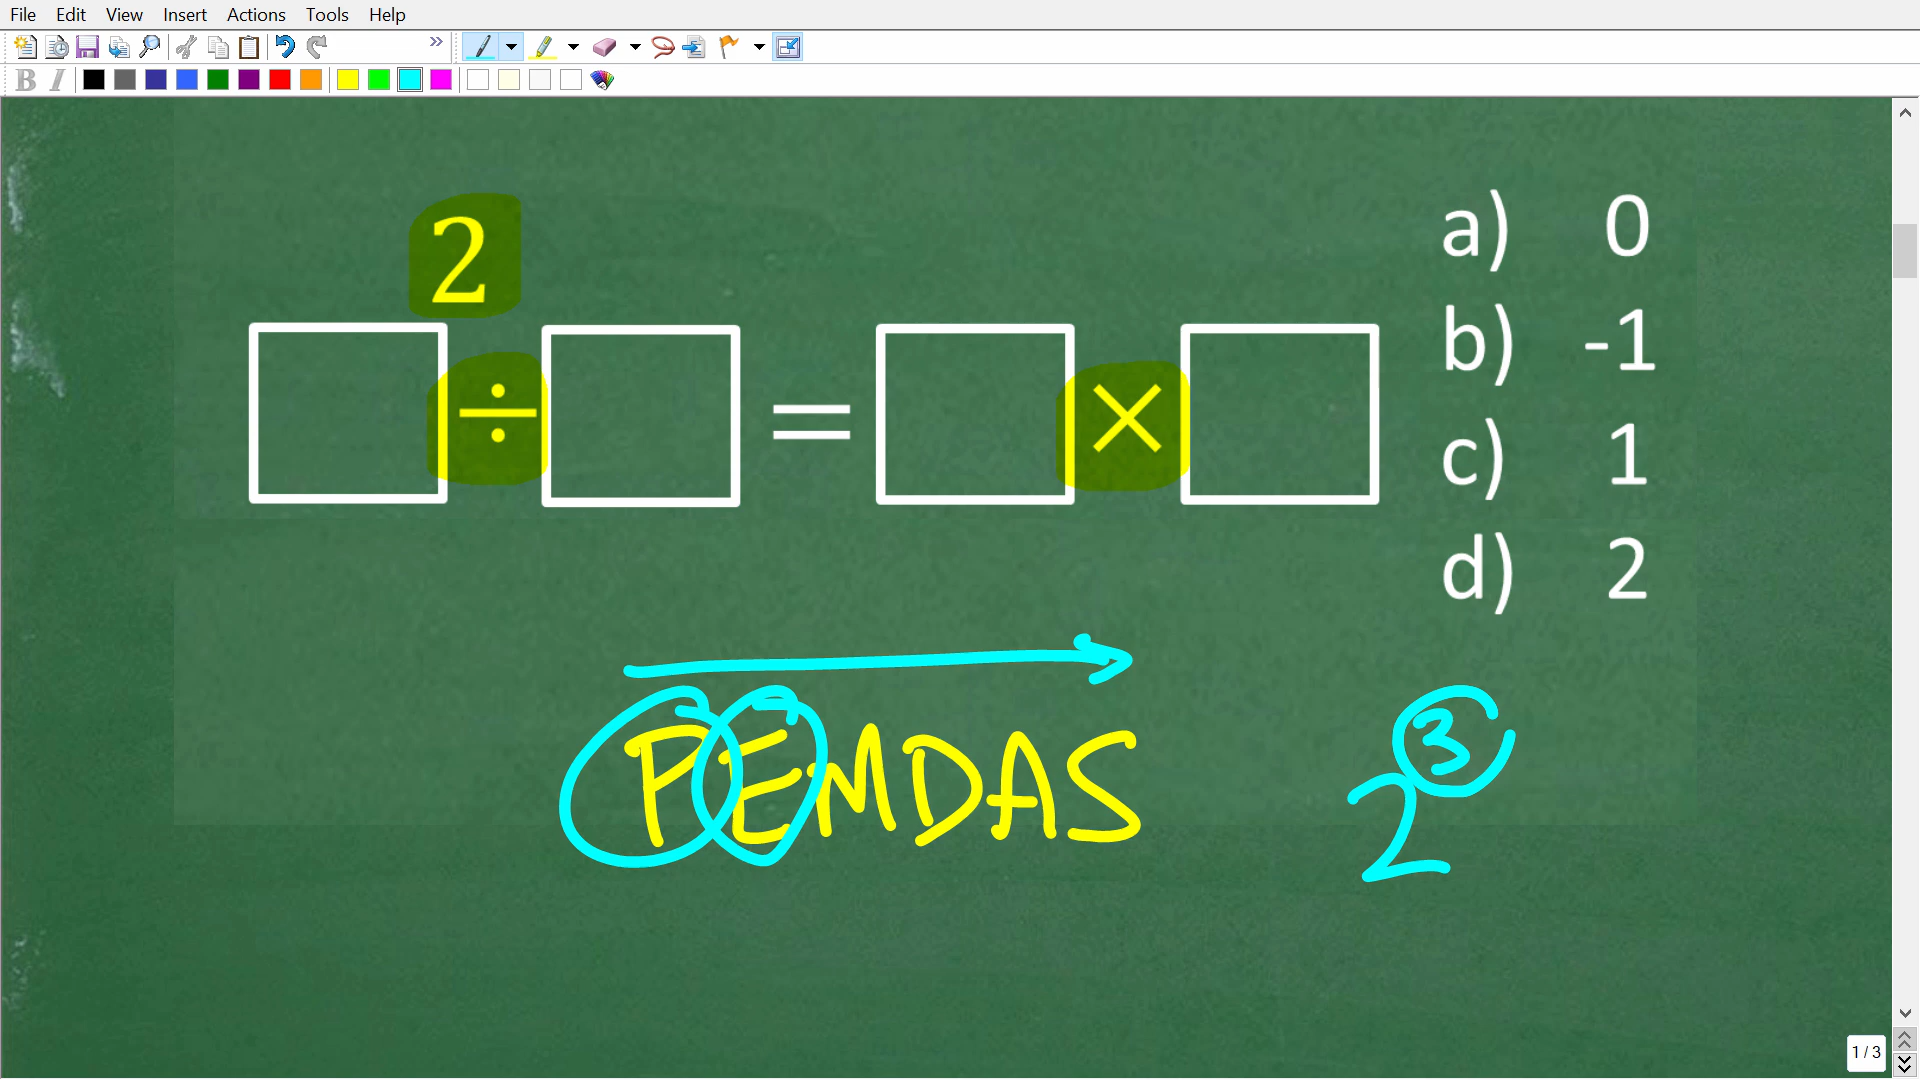 File Edit View Insert Actions Tools Help
B I
2
÷ = ×
a) 0
b) -1
c) 1
d) 2
PEMDAS
2³
1 / 3